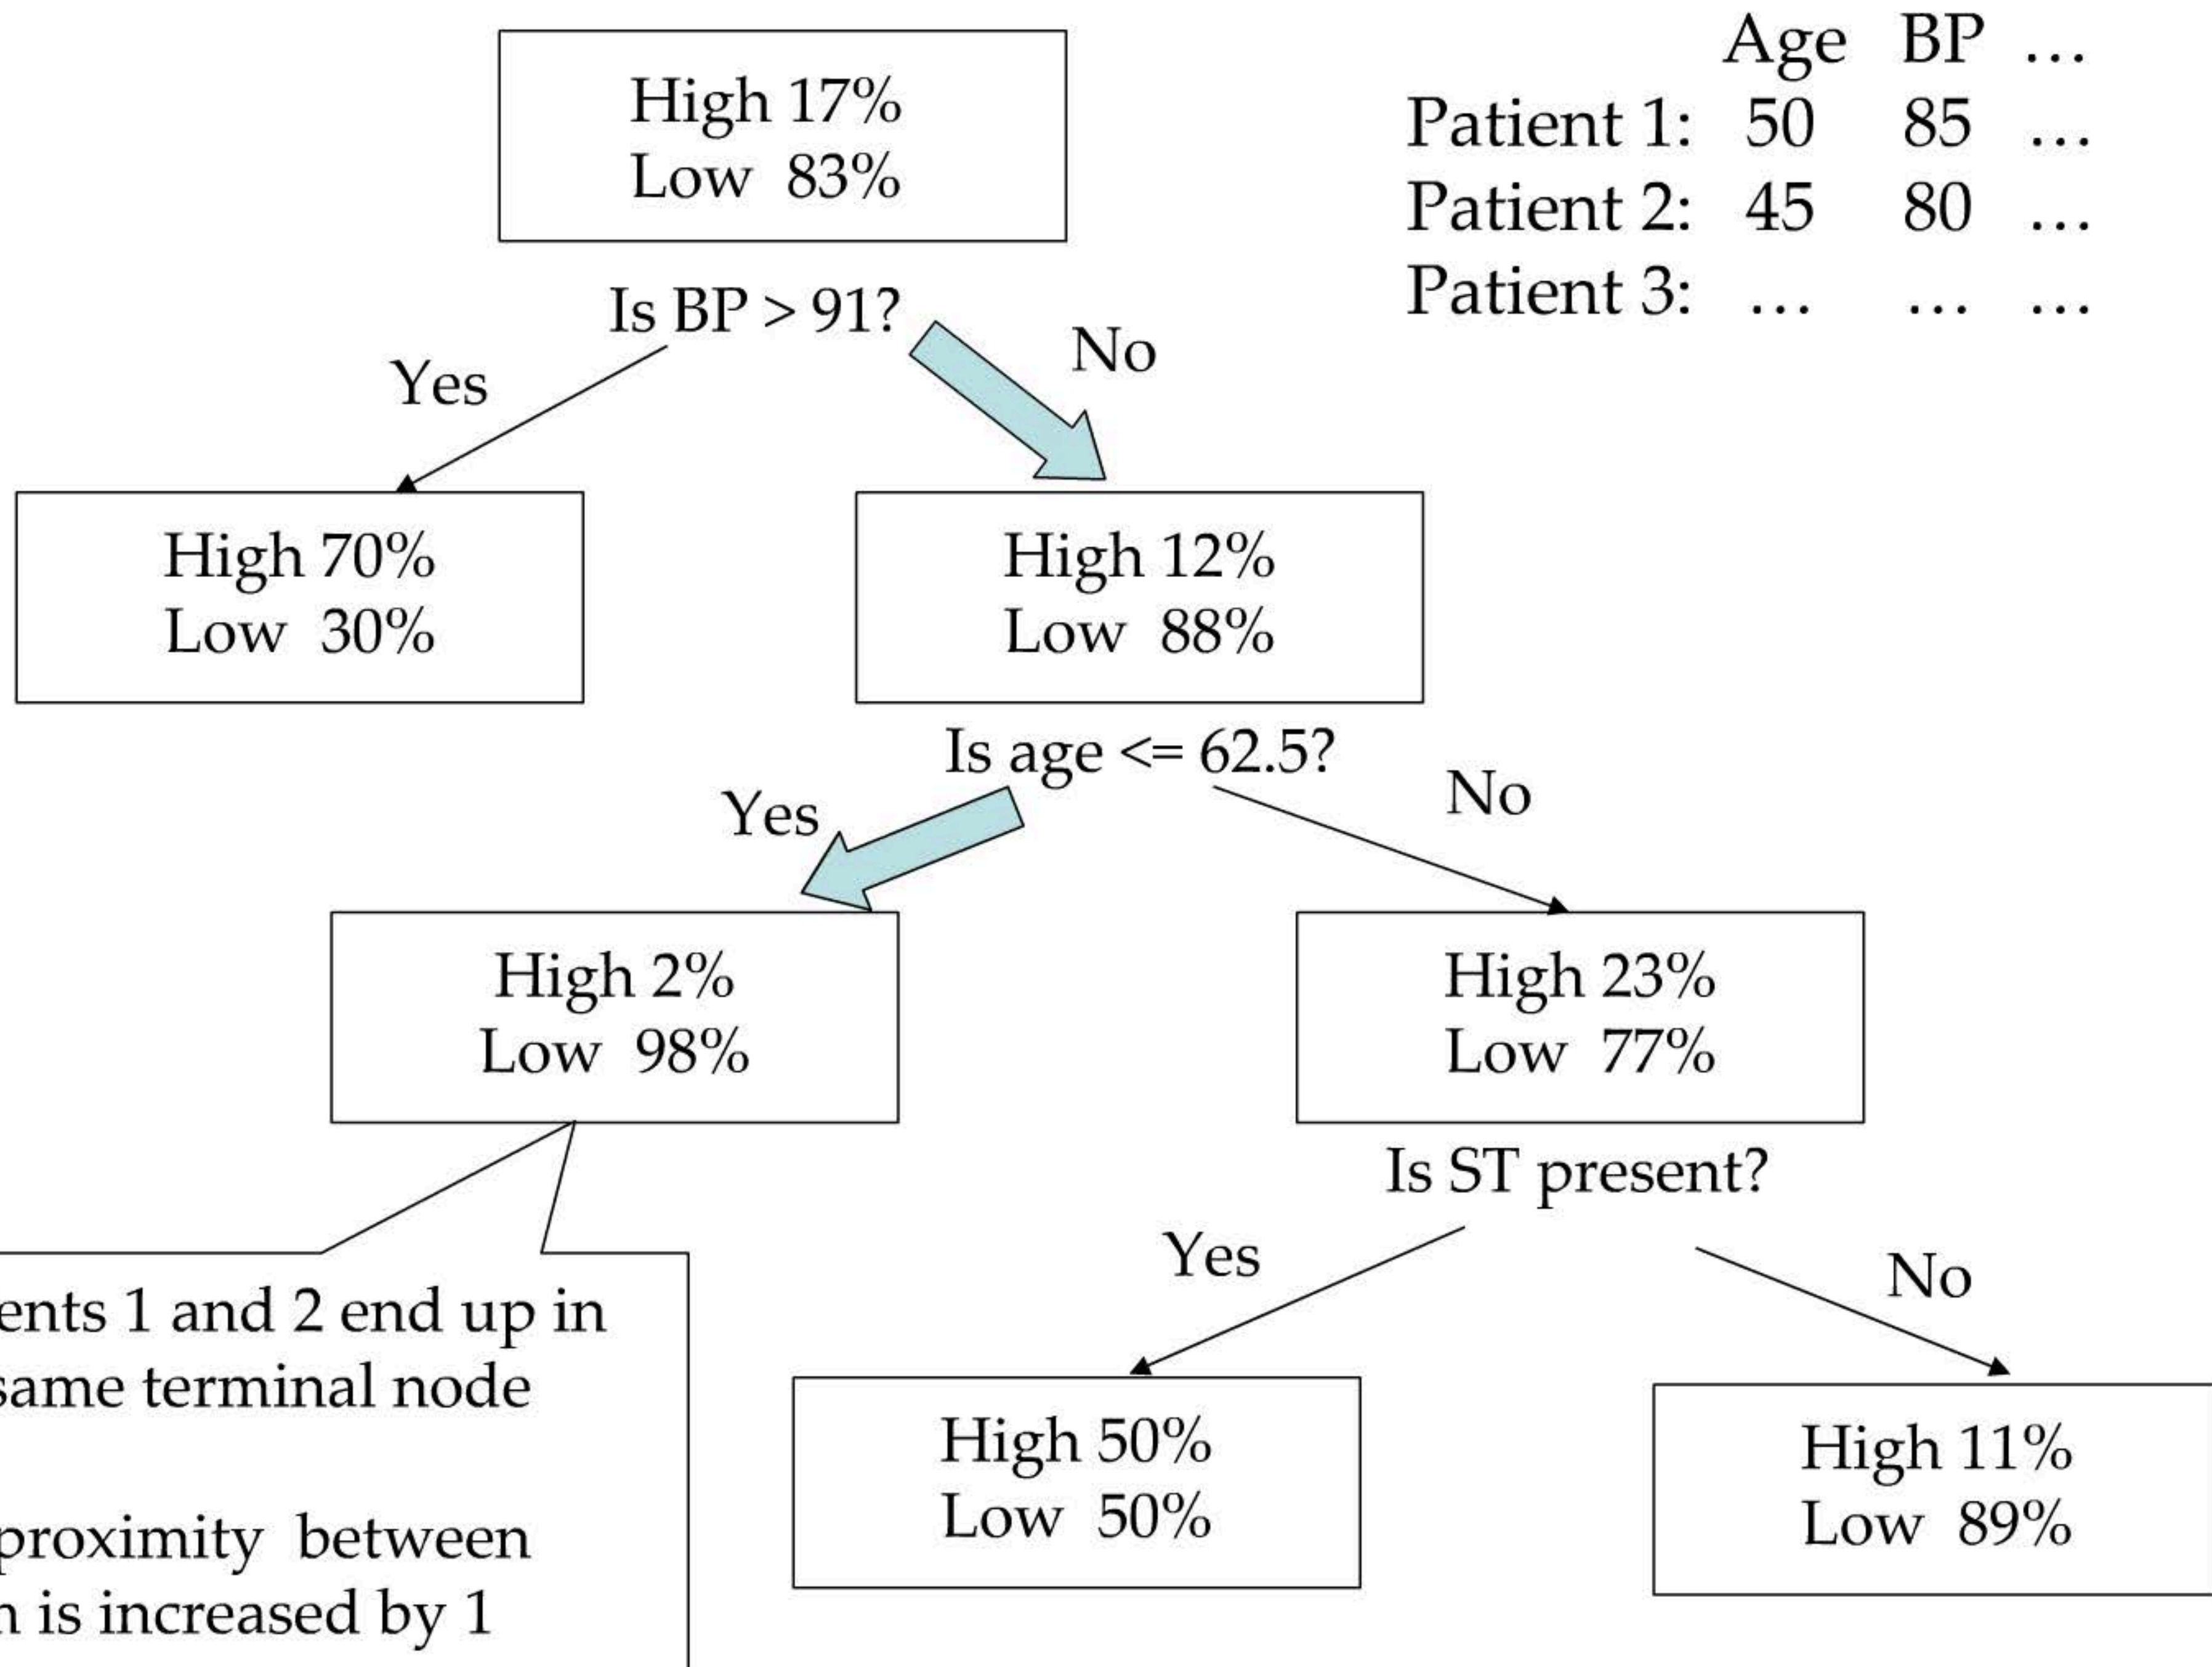 High 17%
Low 83%
Age BP ...
Patient 1: 50 85 ...
Patient 2: 45 80 ...
Patient 3: ... ... ...
Is BP > 91?
Yes
No
High 70%
Low 30%
High 12%
Low 88%
Is age <= 62.5?
Yes
No
High 2%
Low 98%
High 23%
Low 77%
Is ST present?
Yes
No
ents 1 and 2 end up in
same terminal node
proximity between
is increased by 1
High 50%
Low 50%
High 11%
Low 89%